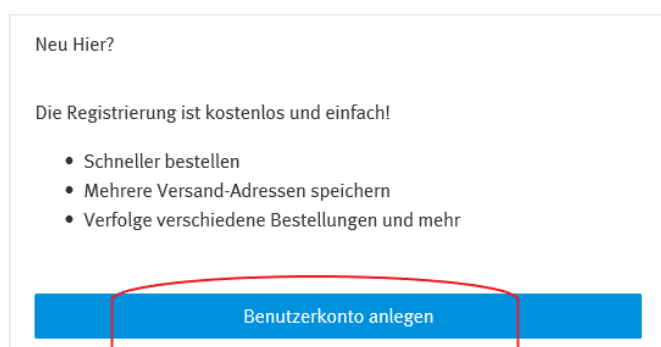 Neu Hier?
Die Registrierung ist kostenlos und einfach!
• Schneller bestellen
• Mehrere Versand-Adressen speichern
• Verfolge verschiedene Bestellungen und mehr
Benutzerkonto anlegen